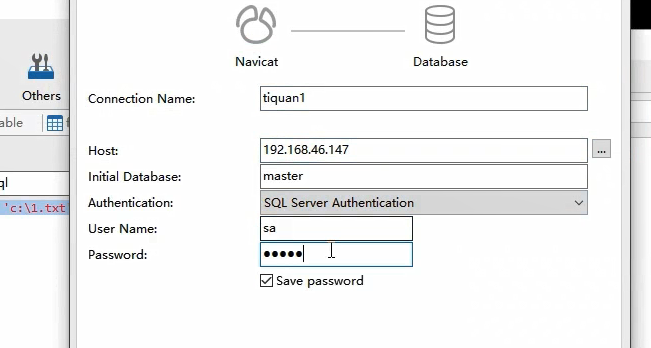 Navicat
Database
Others
Connection Name:
tiquan1
able
Host:
192.168.46.147
...
Initial Database:
master
ql
Authentication:
SQL Server Authentication
'c:\1.txt'
User Name:
sa
Password:
•••••
Save password